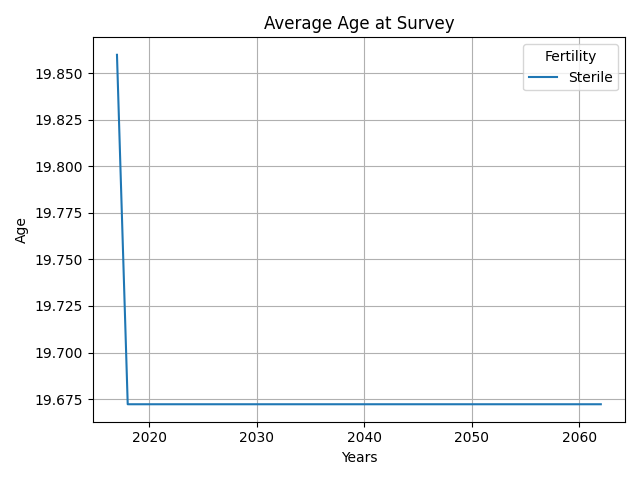 Average Age at Survey
Fertility
Sterile
19.850
19.825
19.800
19.775
19.750
19.725
19.700
19.675
Age
2020 2030 2040 2050 2060
Years